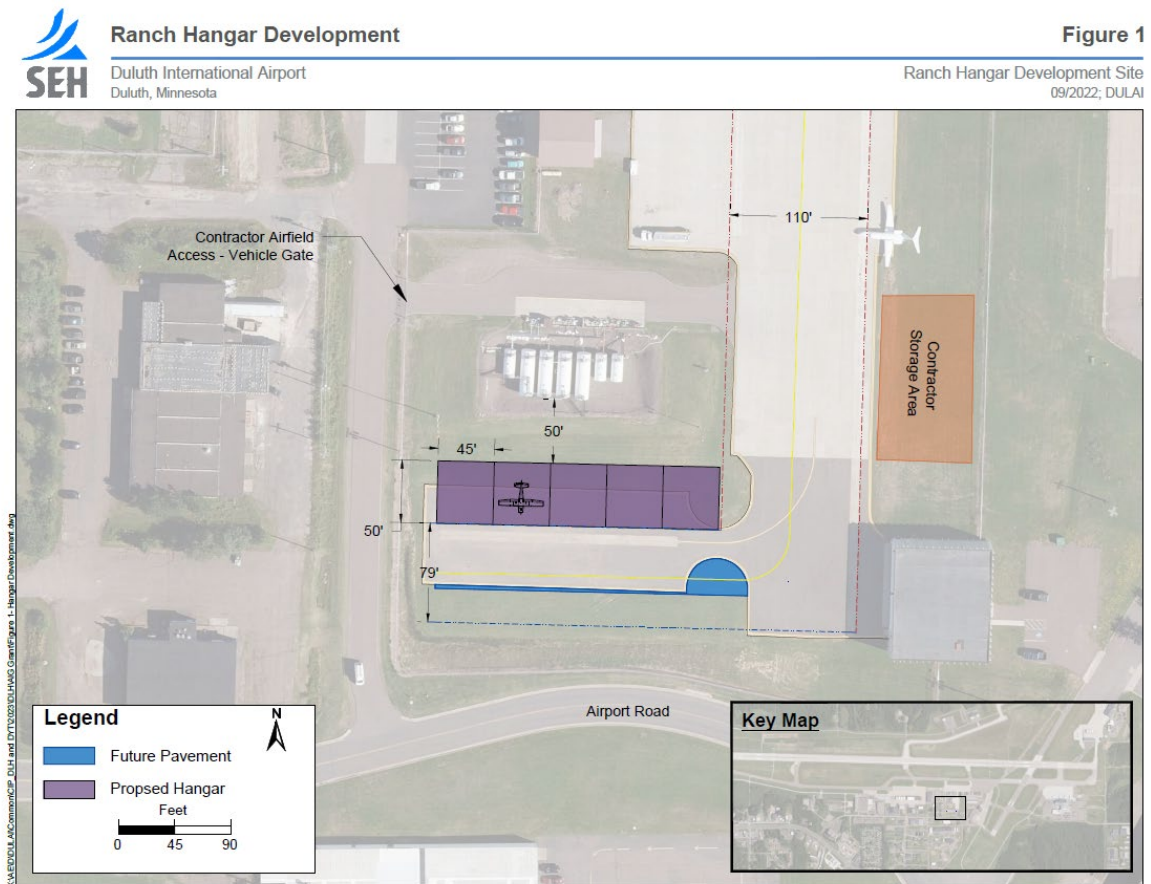 SEH
Ranch Hangar Development
Figure 1
Duluth International Airport
Duluth, Minnesota
Ranch Hangar Development Site
09/2022; DULAI
Contractor Airfield
Access - Vehicle Gate
110'
Contractor
Storage Area
50'
45'
50'
79'
Airport Road
Legend
N
Future Pavement
Propsed Hangar
Feet
0 45 90
Key Map